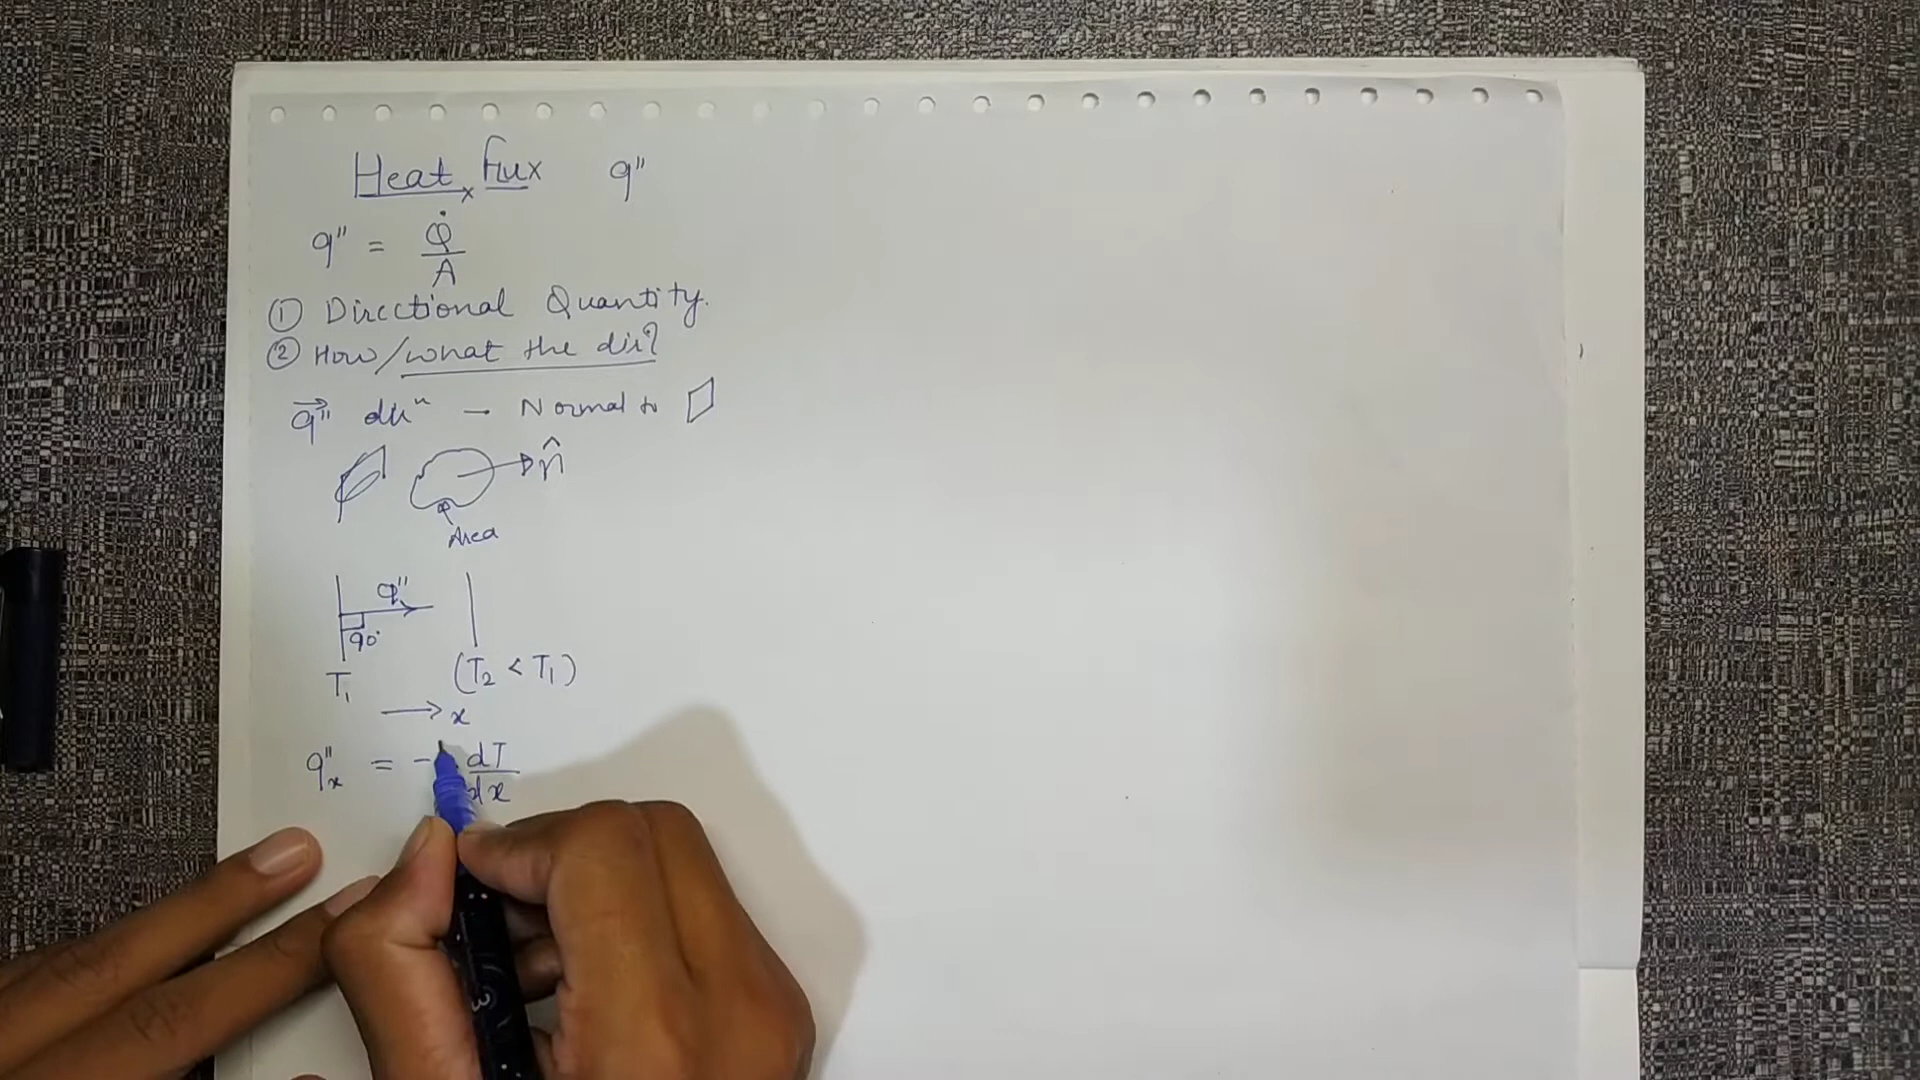 Heat Flux q"
q" = Q̇/A
① Directional Quantity.
② How/what the dir?
q⃗" dirⁿ – Normal to
n̂
Area
q"
90°
T₁ (T₂ < T₁)
→ x
q"ₓ = - dT/dx